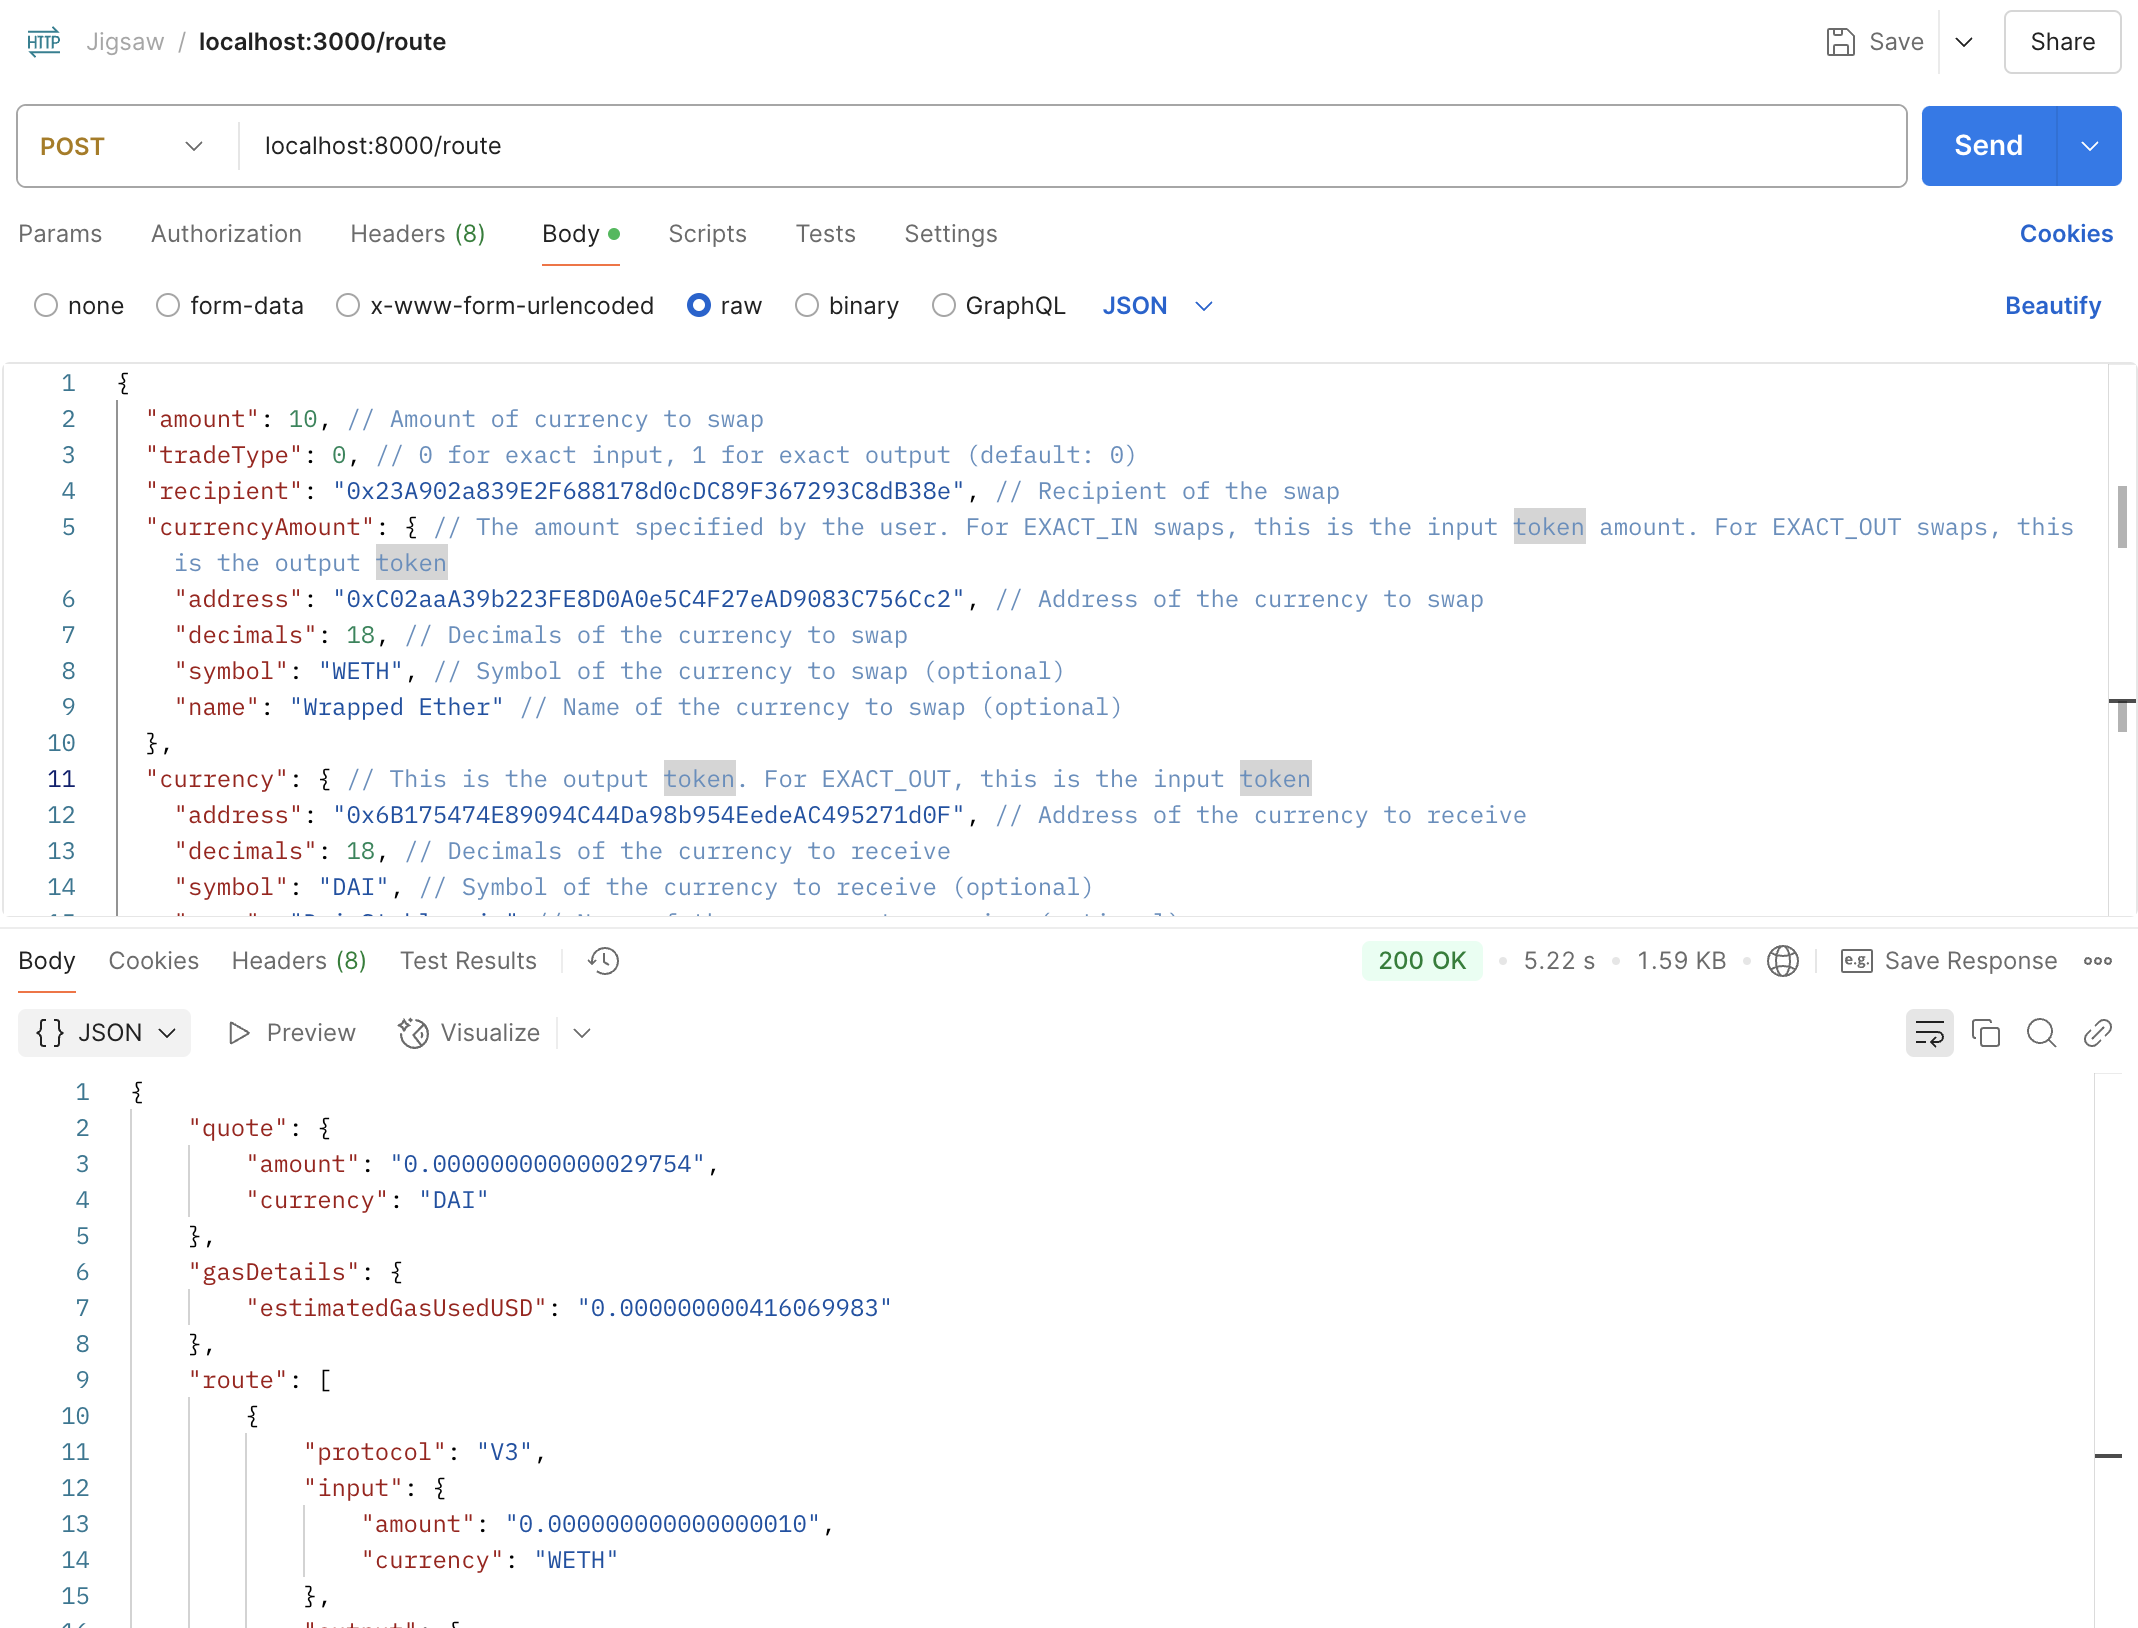 HTTP Jigsaw / localhost:3000/route Save Share
POST localhost:8000/route Send
Params Authorization Headers (8) Body Scripts Tests Settings Cookies
none form-data x-www-form-urlencoded raw binary GraphQL JSON Beautify
1 {
2 "amount": 10, // Amount of currency to swap
3 "tradeType": 0, // 0 for exact input, 1 for exact output (default: 0)
4 "recipient": "0x23A902a839E2F688178d0cDC89F367293C8dB38e", // Recipient of the swap
5 "currencyAmount": { // The amount specified by the user. For EXACT_IN swaps, this is the input token amount. For EXACT_OUT swaps, this
is the output token
6 "address": "0xC02aaA39b223FE8D0A0e5C4F27eAD9083C756Cc2", // Address of the currency to swap
7 "decimals": 18, // Decimals of the currency to swap
8 "symbol": "WETH", // Symbol of the currency to swap (optional)
9 "name": "Wrapped Ether" // Name of the currency to swap (optional)
10 },
11 "currency": { // This is the output token. For EXACT_OUT, this is the input token
12 "address": "0x6B175474E89094C44Da98b954EedeAC495271d0F", // Address of the currency to receive
13 "decimals": 18, // Decimals of the currency to receive
14 "symbol": "DAI", // Symbol of the currency to receive (optional)
Body Cookies Headers (8) Test Results 200 OK 5.22 s 1.59 KB e.g. Save Response
{} JSON Preview Visualize
1 {
2 "quote": {
3 "amount": "0.000000000000029754",
4 "currency": "DAI"
5 },
6 "gasDetails": {
7 "estimatedGasUsedUSD": "0.000000000416069983"
8 },
9 "route": [
10 {
11 "protocol": "V3",
12 "input": {
13 "amount": "0.000000000000000010",
14 "currency": "WETH"
15 },